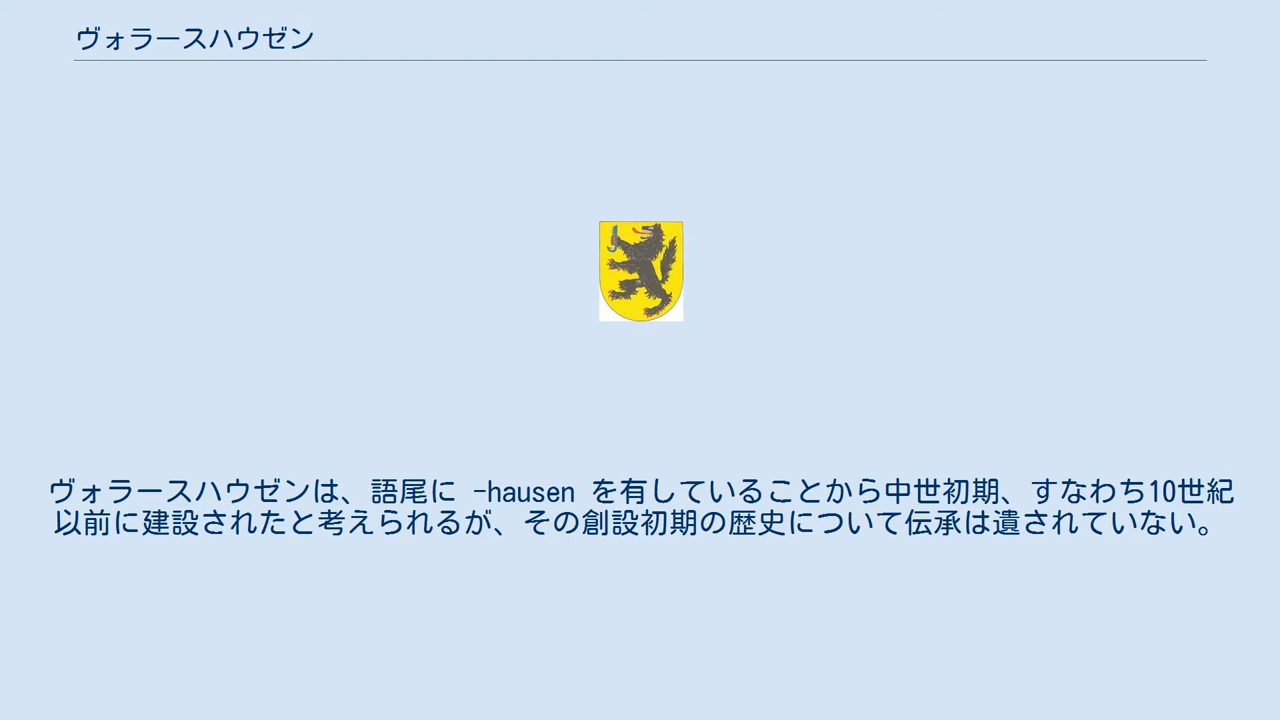 ヴォラースハウゼン
ヴォラースハウゼンは、語尾に -hausen を有していることから中世初期、すなわち10世紀
以前に建設されたと考えられるが、その創設初期の歴史について伝承は遺されていない。